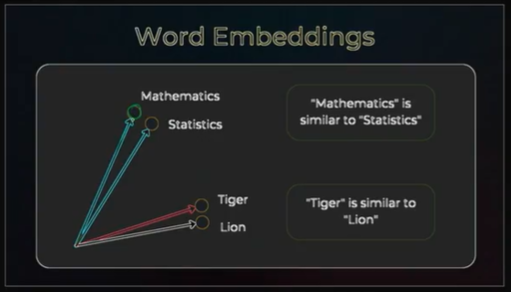 Word Embeddings
Mathematics
Statistics
"Mathematics" is
similar to "Statistics"
Tiger
Lion
"Tiger" is similar to
"Lion"